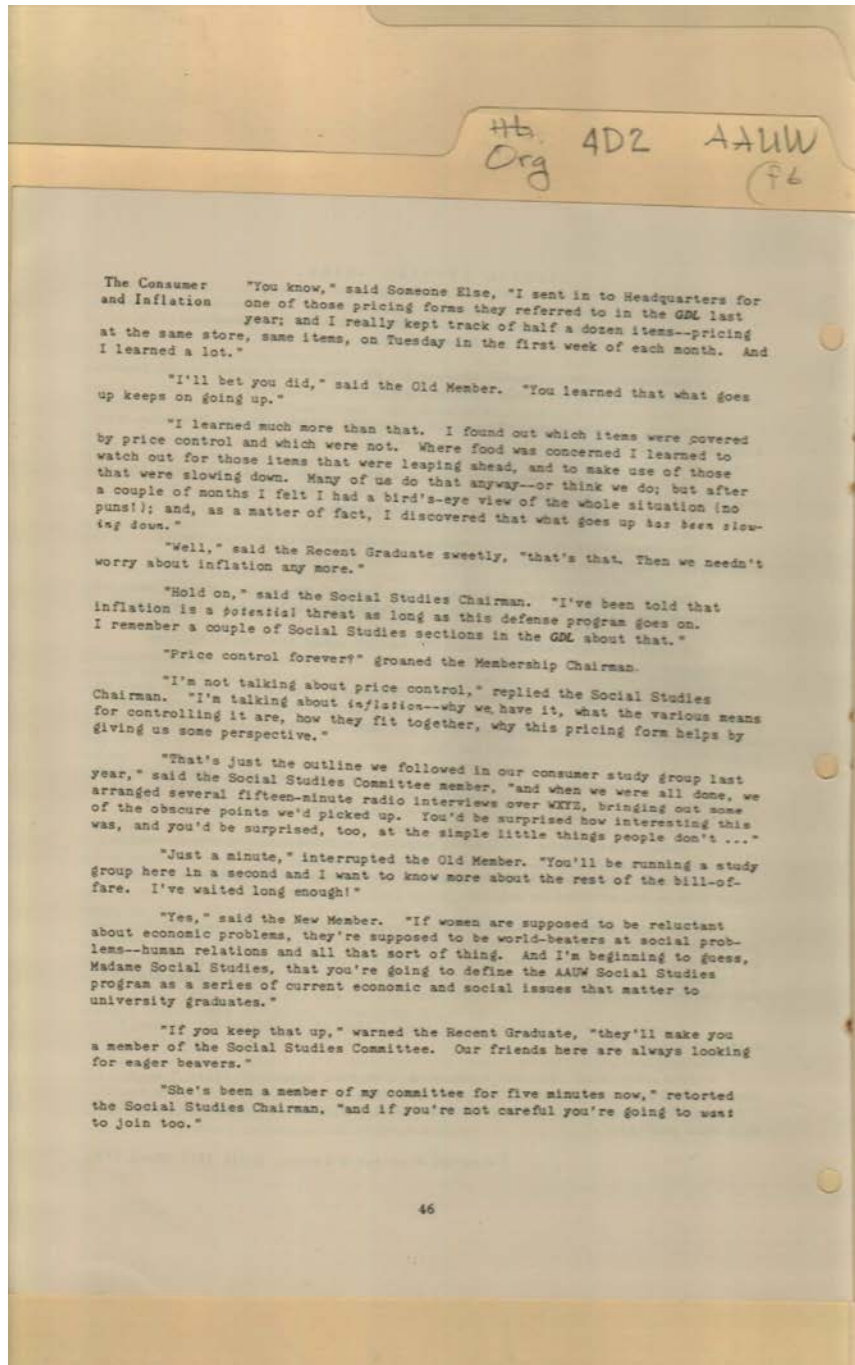 Org 4D2 AAUW
The Consumer "You know," said Someone Else, "I sent in to Headquarters for
and Inflation one of those pricing forms they referred to in the GDL last
year; and I really kept track of half a dozen items--pricing
at the same store, same items, on Tuesday in the first week of each month. And
I learned a lot."
"I'll bet you did," said the Old Member. "You learned that what goes
up keeps on going up."
"I learned much more than that. I found out which items were covered
by price control and which were not. Where food was concerned I learned to
watch out for those items that were leaping ahead, and to make use of those
that were slowing down. Many of us do that anyway--or think we do; but after
a couple of months I felt I had a bird's-eye view of the whole situation (no
puns!); and, as a matter of fact, I discovered that what goes up has been slow-
ing down."
"Well," said the Recent Graduate sweetly, "that's that. Then we needn't
worry about inflation any more."
"Hold on," said the Social Studies Chairman. "I've been told that
inflation is a potential threat as long as this defense program goes on.
I remember a couple of Social Studies sections in the GDL about that."
"Price control forever?" groaned the Membership Chairman.
"I'm not talking about price control," replied the Social Studies
Chairman. "I'm talking about inflation--why we have it, what the various means
for controlling it are, how they fit together, why this pricing form helps by
giving us some perspective."
"That's just the outline we followed in our consumer study group last
year," said the Social Studies Committee member, "and when we were all done, we
arranged several fifteen-minute radio interviews over WXYZ, bringing out some
of the obscure points we'd picked up. You'd be surprised how interesting this
was, and you'd be surprised, too, at the simple little things people don't ..."
"Just a minute," interrupted the Old Member. "You'll be running a study
group here in a second and I want to know more about the rest of the bill-of-
fare. I've waited long enough!"
"Yes," said the New Member. "If women are supposed to be reluctant
about economic problems, they're supposed to be world-beaters at social prob-
lems--human relations and all that sort of thing. And I'm beginning to guess,
Madame Social Studies, that you're going to define the AAUW Social Studies
program as a series of current economic and social issues that matter to
university graduates."
"If you keep that up," warned the Recent Graduate, "they'll make you
a member of the Social Studies Committee. Our friends here are always looking
for eager beavers."
"She's been a member of my committee for five minutes now," retorted
the Social Studies Chairman, "and if you're not careful you're going to want
to join too."
46